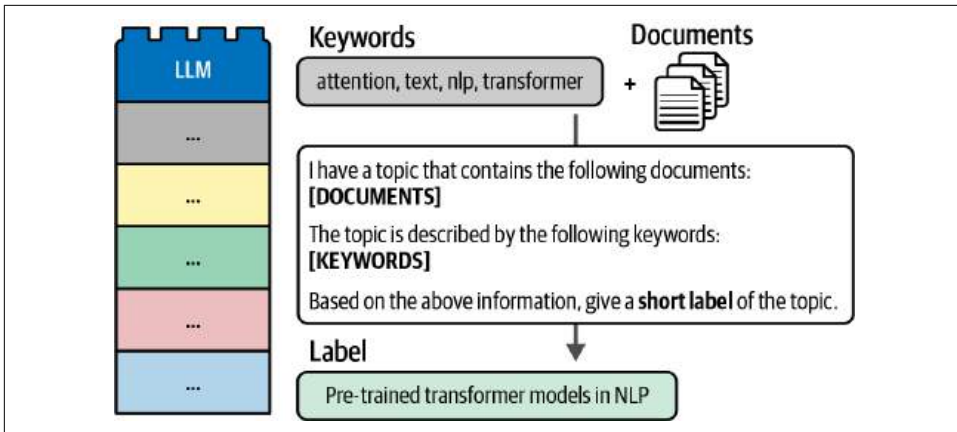 Keywords
Documents
LLM
attention, text, nlp, transformer
+
...
I have a topic that contains the following documents:
[DOCUMENTS]
...
The topic is described by the following keywords:
[KEYWORDS]
...
Based on the above information, give a short label of the topic.
...
Label
...
Pre-trained transformer models in NLP